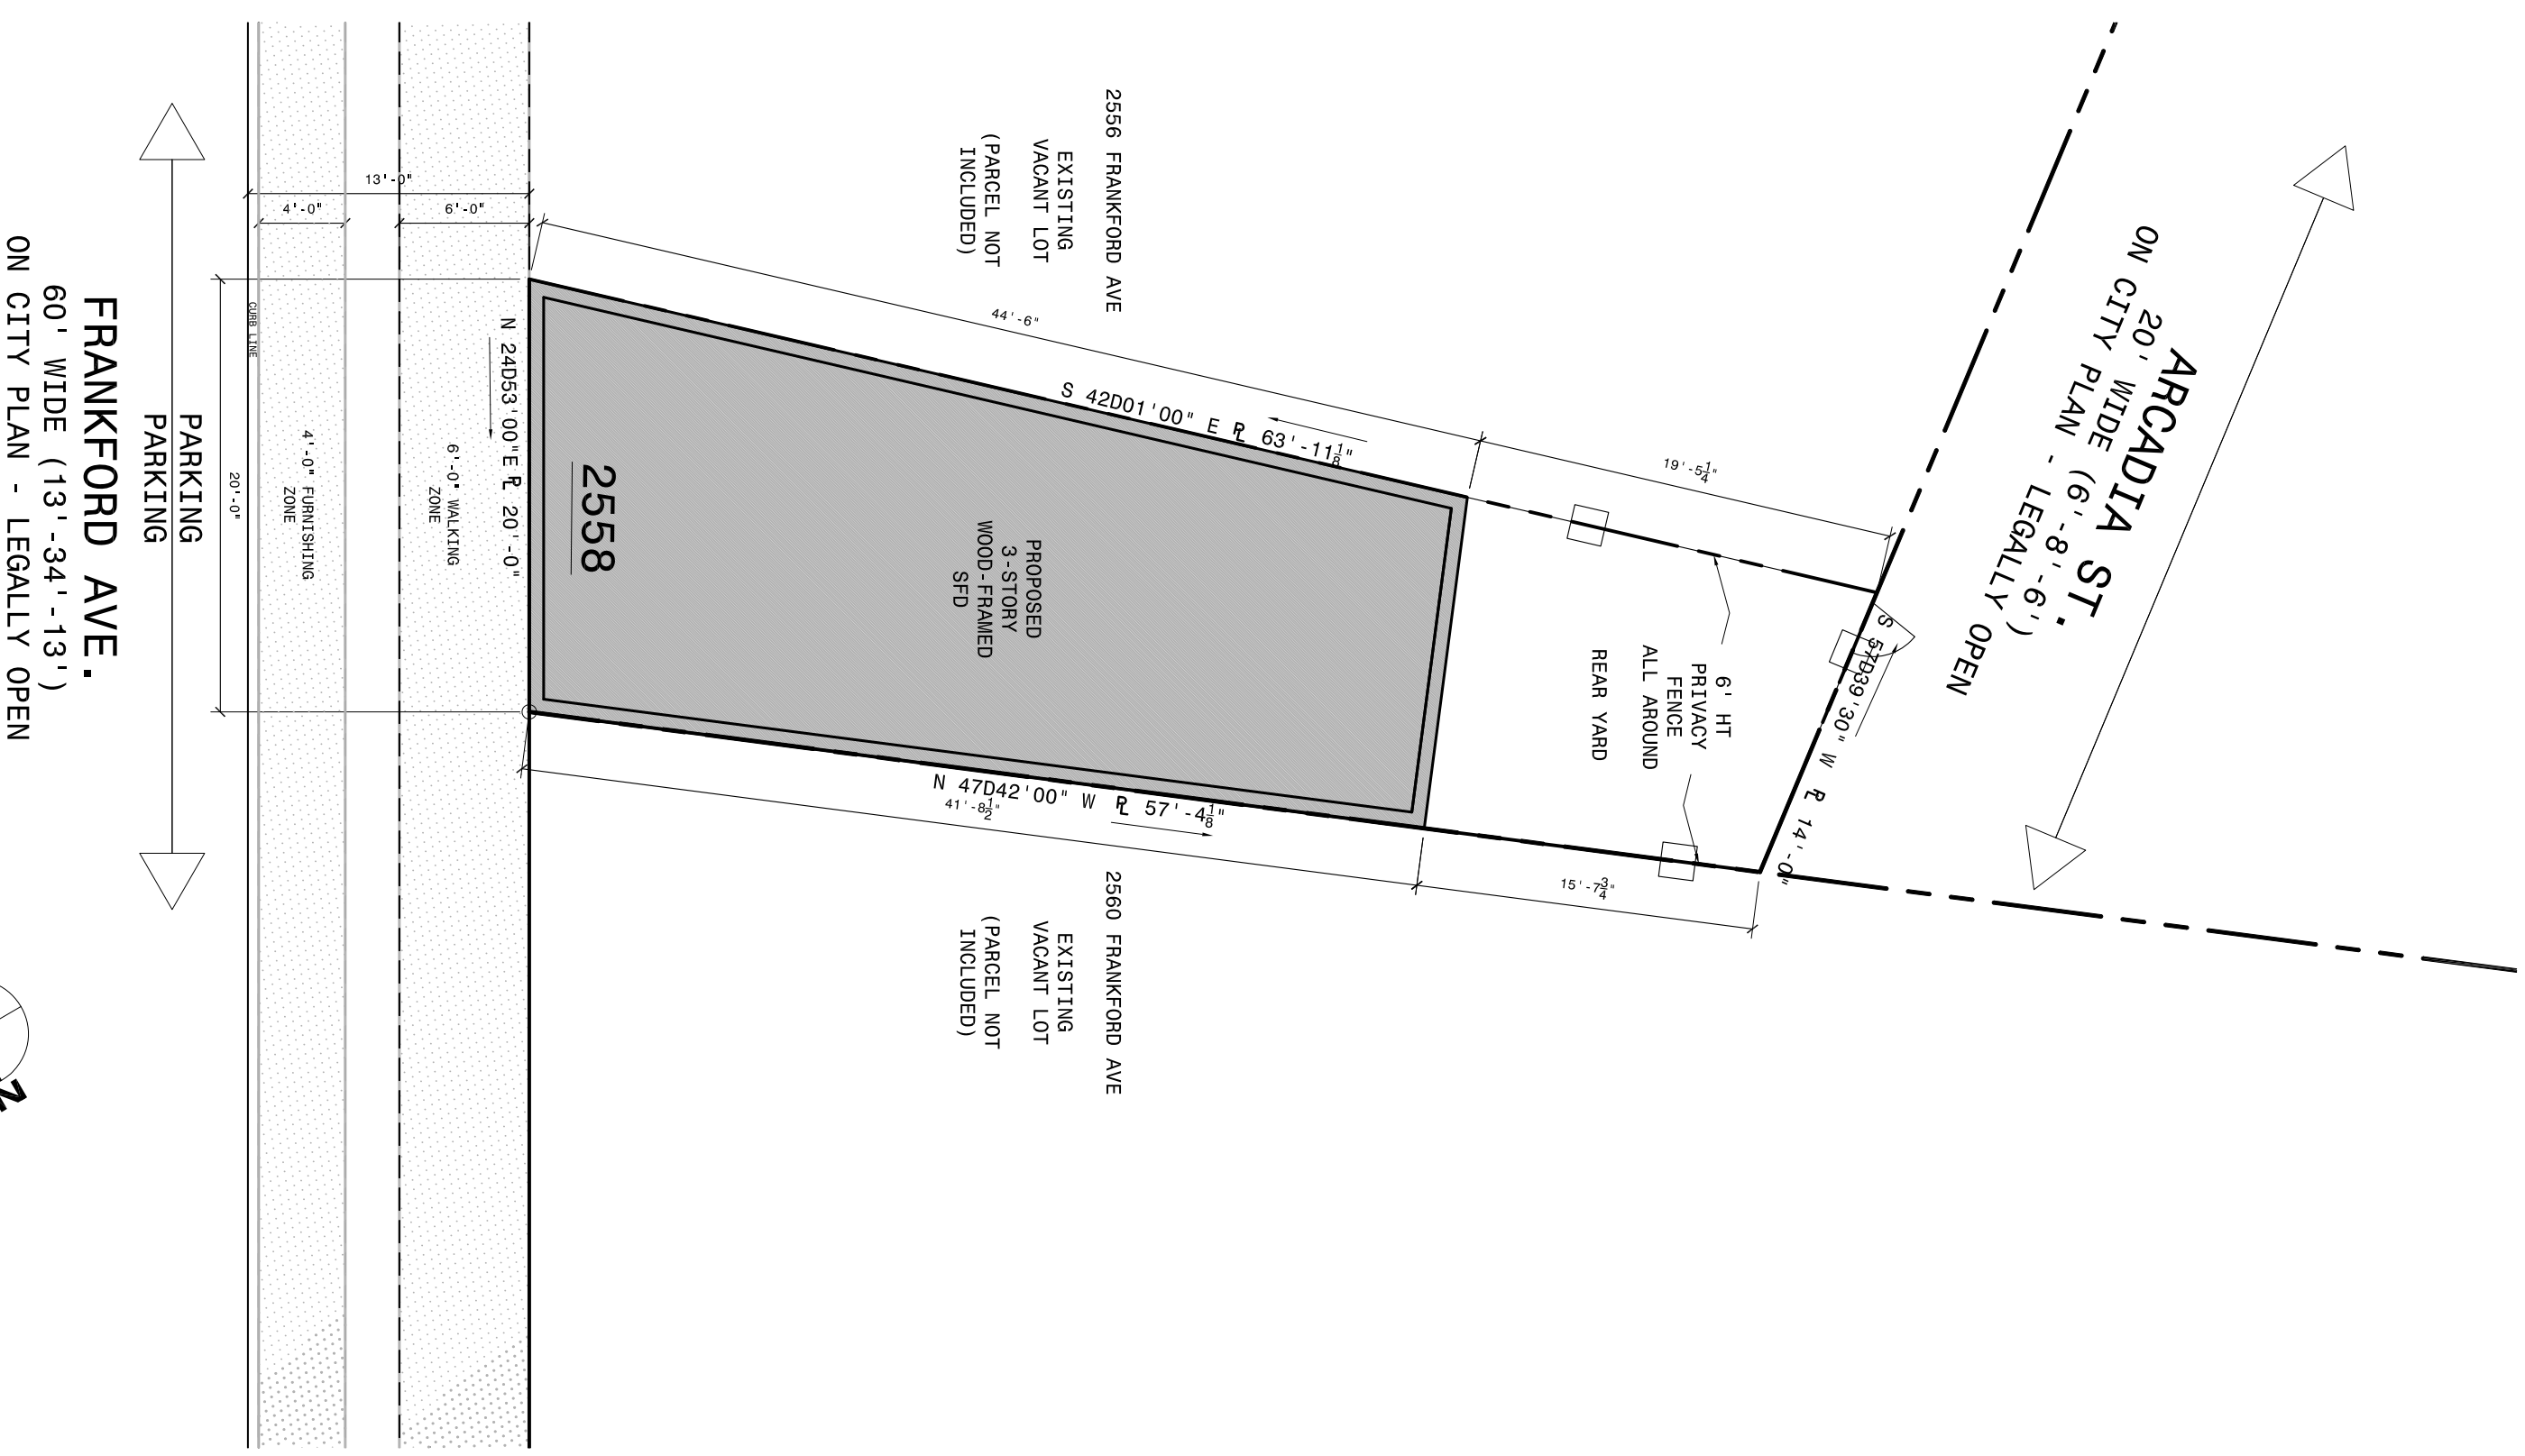 FRANKFORD AVE.
60' WIDE (13'-34'-13')
ON CITY PLAN - LEGALLY OPEN
PARKING
PARKING
13'-0"
4'-0"
6'-0"
CURB LINE
20'-0"
4'-0" FURNISHING
ZONE
6'-0" WALKING
ZONE
N 24D53'00"E ⅊ 20'-0"
2558
2556 FRANKFORD AVE
EXISTING
VACANT LOT
(PARCEL NOT
INCLUDED)
44'-6"
S 42D01'00" E ⅊ 63'-11 1/8"
19'-5 1/4"
PROPOSED
3-STORY
WOOD-FRAMED
SFD
6' HT
PRIVACY
FENCE
ALL AROUND
REAR YARD
N 47D42'00" W ⅊ 57'-4 1/8"
41'-8 1/2"
15'-7 3/4"
2560 FRANKFORD AVE
EXISTING
VACANT LOT
(PARCEL NOT
INCLUDED)
S 57D39'30" W ⅊ 14'-0"
ARCADIA ST.
20' WIDE (6'-8'-6')
ON CITY PLAN - LEGALLY OPEN
N